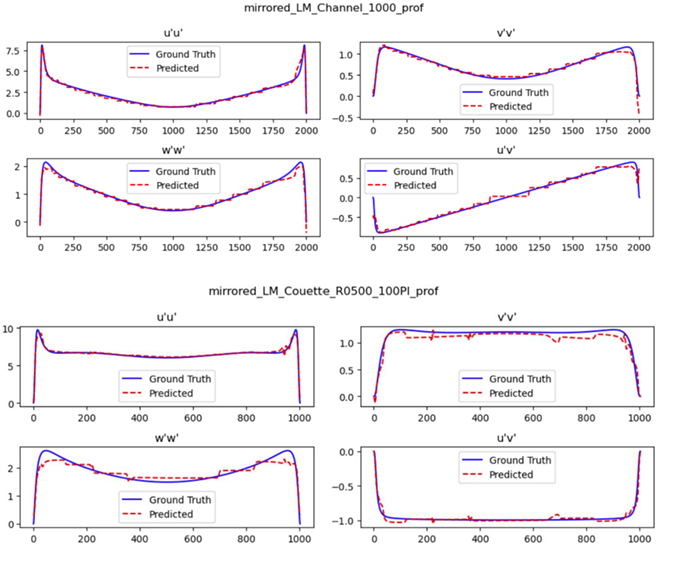 mirrored_LM_Channel_1000_prof
u'u'
7.5
5.0
2.5
0.0
Ground Truth
Predicted
0 250 500 750 1000 1250 1500 1750 2000
v'v'
1.0
0.5
0.0
−0.5
Ground Truth
Predicted
0 250 500 750 1000 1250 1500 1750 2000
w'w'
2
1
0
Ground Truth
Predicted
0 250 500 750 1000 1250 1500 1750 2000
u'v'
0.5
0.0
−0.5
Ground Truth
Predicted
0 250 500 750 1000 1250 1500 1750 2000
mirrored_LM_Couette_R0500_100PI_prof
u'u'
10
5
0
Ground Truth
Predicted
0 200 400 600 800 1000
v'v'
1.0
0.5
0.0
Ground Truth
Predicted
0 200 400 600 800 1000
w'w'
2
1
0
Ground Truth
Predicted
0 200 400 600 800 1000
u'v'
0.0
−0.5
−1.0
Ground Truth
Predicted
0 200 400 600 800 1000